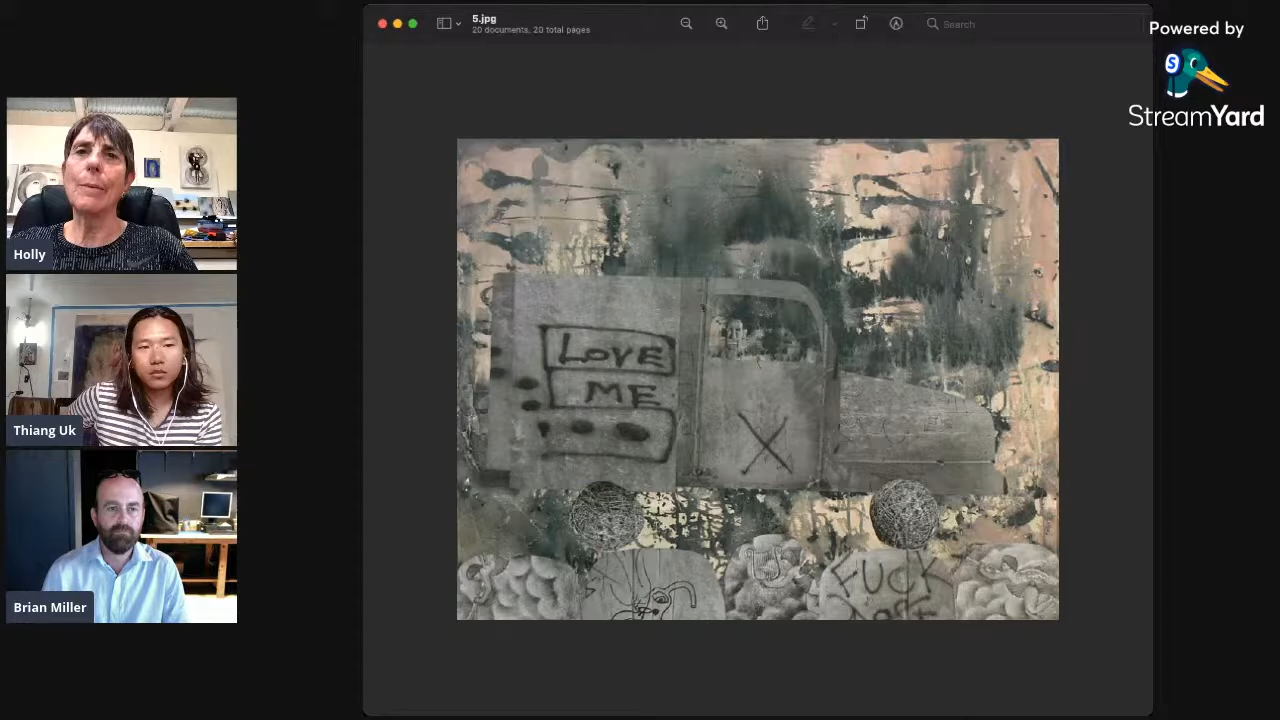 5.jpg
20 documents, 20 total pages
Search
Powered by
StreamYard
Holly
Thiang Uk
Brian Miller
LOVE
ME
X
FUCK